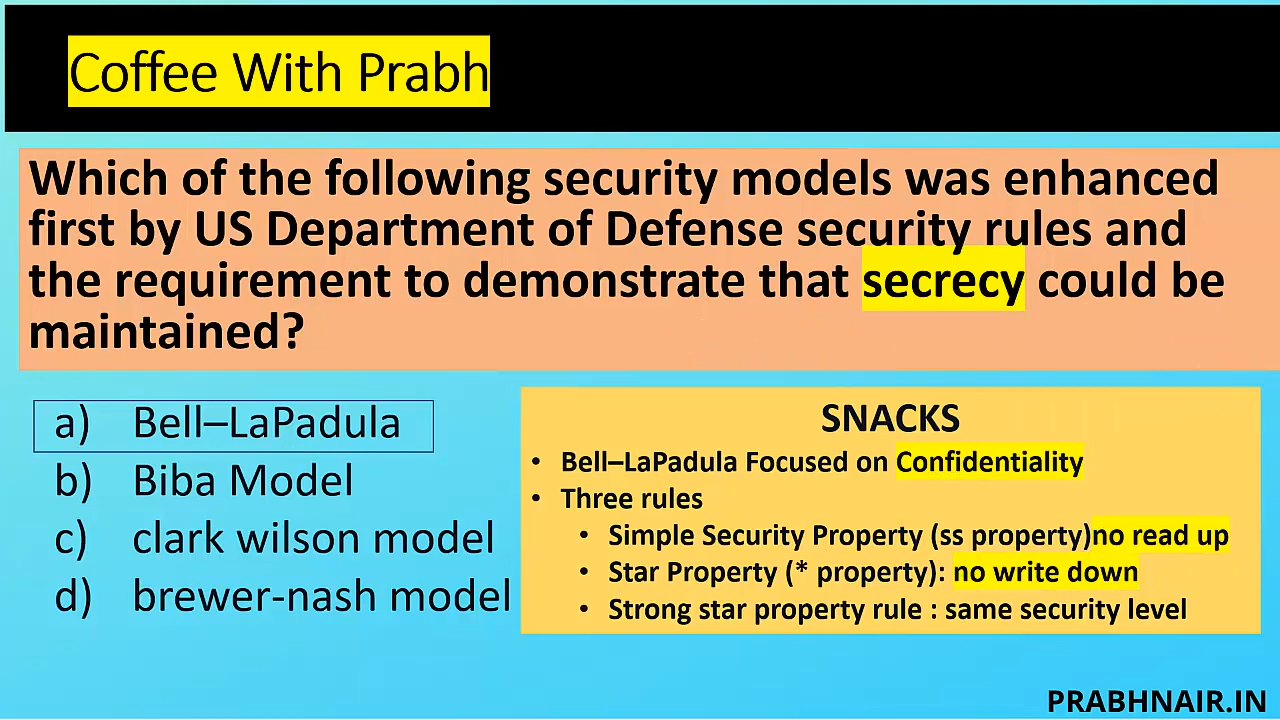 Coffee With Prabh
Which of the following security models was enhanced
first by US Department of Defense security rules and
the requirement to demonstrate that secrecy could be
maintained?
a) Bell–LaPadula
b) Biba Model
c) clark wilson model
d) brewer-nash model
SNACKS
• Bell–LaPadula Focused on Confidentiality
• Three rules
• Simple Security Property (ss property)no read up
• Star Property (* property): no write down
• Strong star property rule : same security level
PRABHNAIR.IN